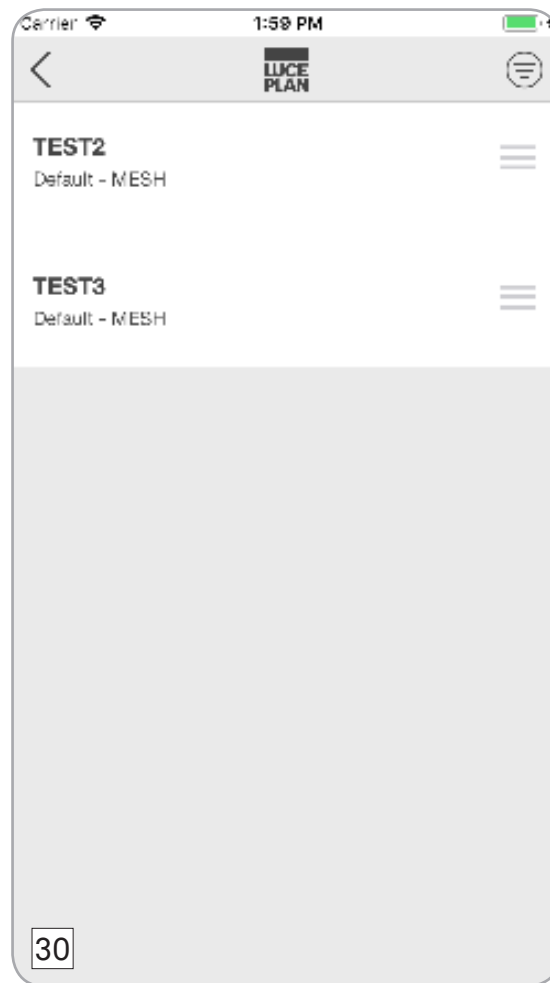 Carrier
1:59 PM
LUCE
PLAN
TEST2
Default - MESH
TEST3
Default - MESH
30